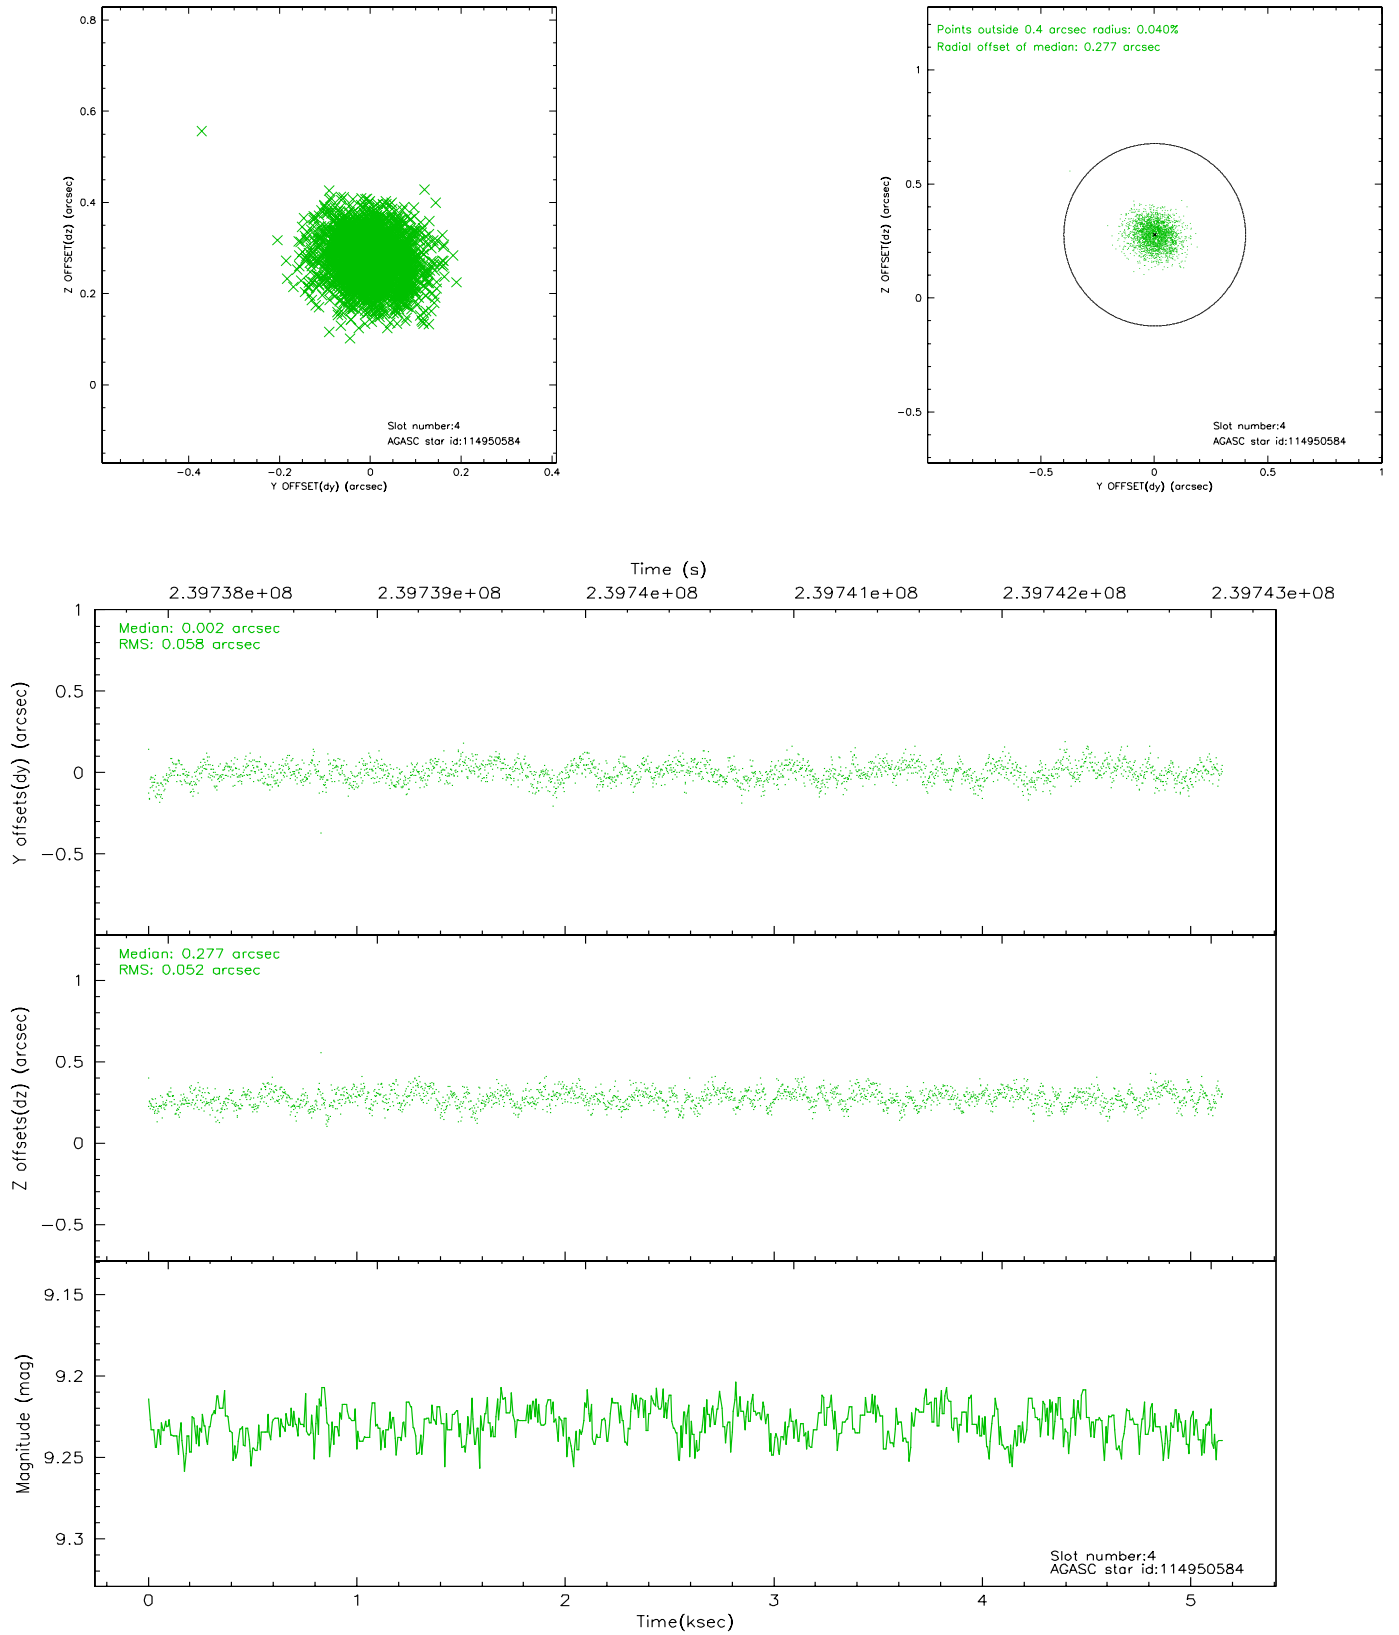 0.8
0.6
0.4
0.2
0
Z OFFSET(dz) (arcsec)
Slot number:4
AGASC star id:114950584
−0.4 −0.2 0 0.2 0.4
Y OFFSET(dy) (arcsec)
Points outside 0.4 arcsec radius: 0.040%
Radial offset of median: 0.277 arcsec
1
0.5
0
−0.5
Z OFFSET(dz) (arcsec)
Slot number:4
AGASC star id:114950584
−0.5 0 0.5 1
Y OFFSET(dy) (arcsec)
Time (s)
2.39738e+08 2.39739e+08 2.3974e+08 2.39741e+08 2.39742e+08 2.39743e+08
Median: 0.002 arcsec
RMS: 0.058 arcsec
1
0.5
0
−0.5
Y offsets(dy) (arcsec)
Median: 0.277 arcsec
RMS: 0.052 arcsec
1
0.5
0
−0.5
Z offsets(dz) (arcsec)
9.15
9.2
9.25
9.3
Magnitude (mag)
Slot number:4
AGASC star id:114950584
0 1 2 3 4 5
Time(ksec)